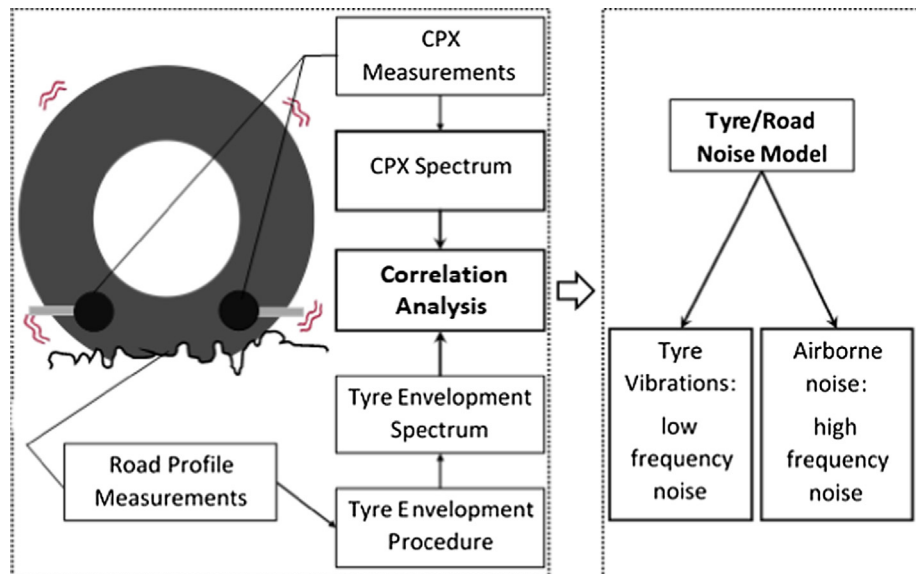 CPX
Measurements
CPX Spectrum
Correlation
Analysis
Tyre Envelopment
Spectrum
Road Profile
Measurements
Tyre Envelopment
Procedure
Tyre/Road
Noise Model
Tyre
Vibrations:
low
frequency
noise
Airborne
noise:
high
frequency
noise